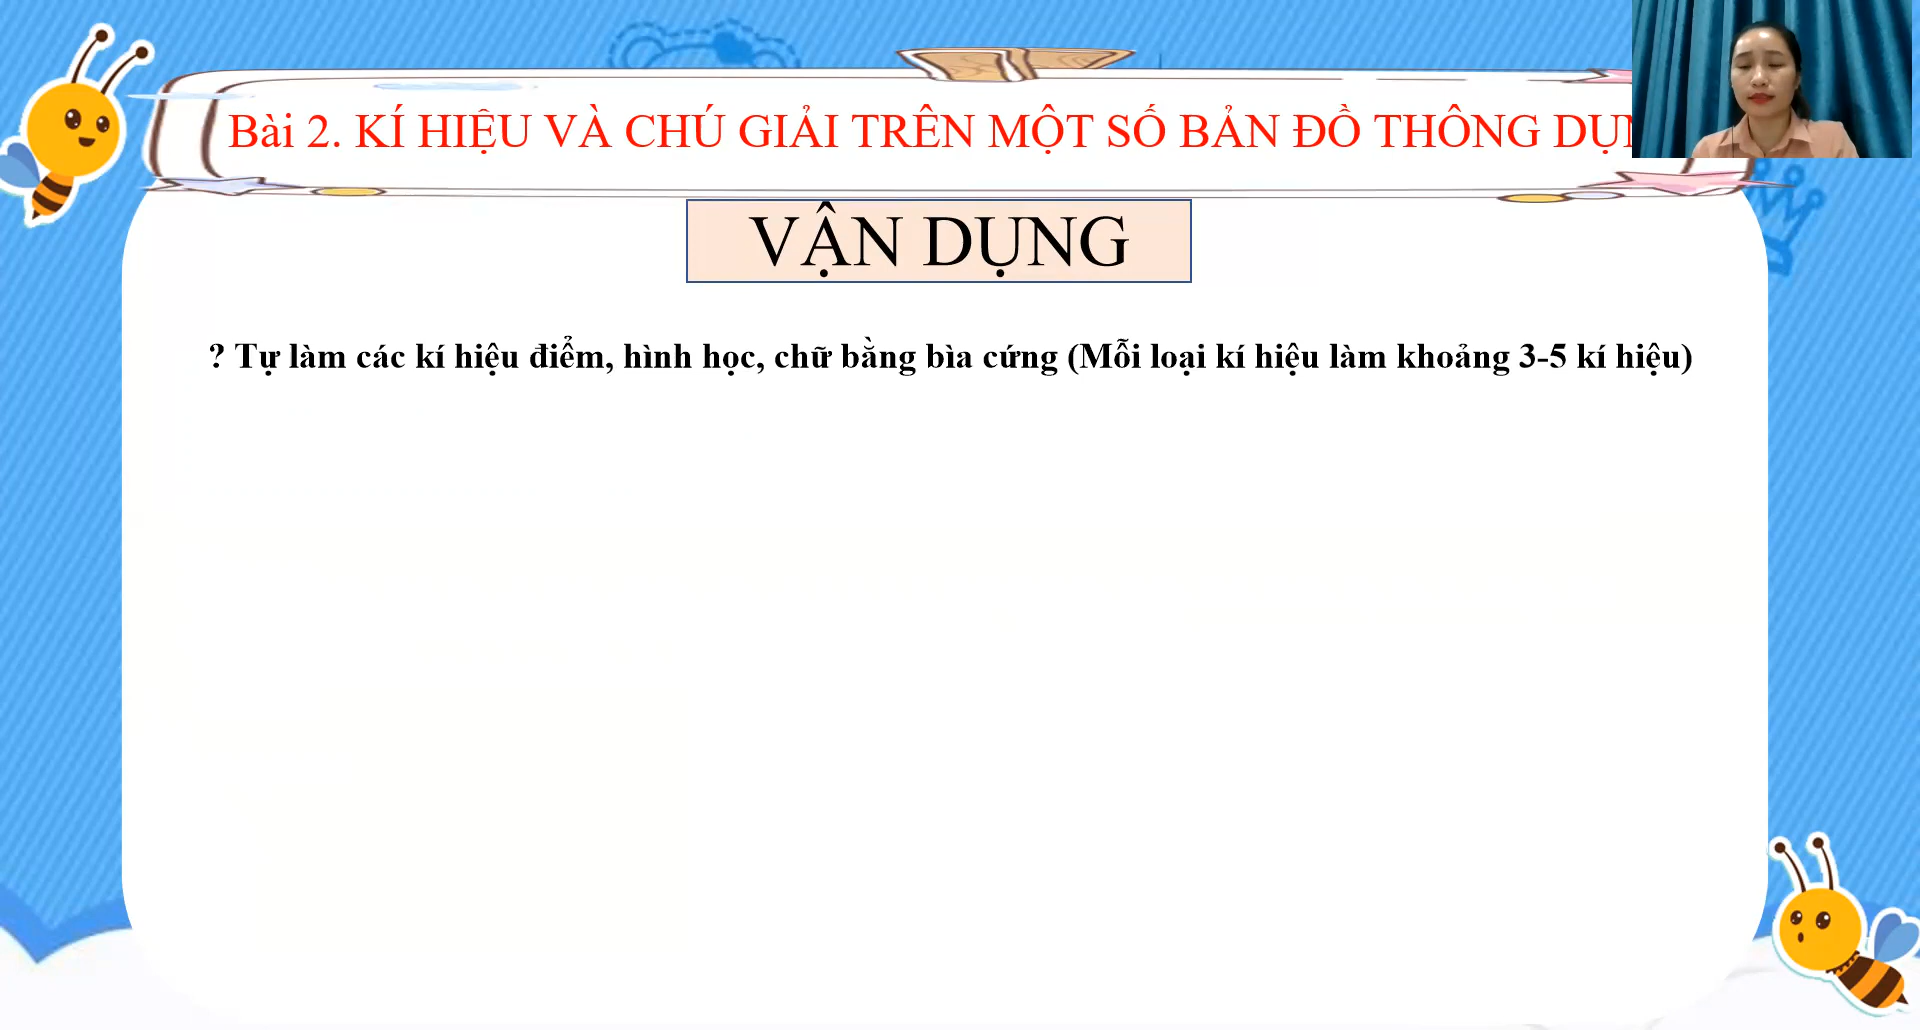 Bài 2. KÍ HIỆU VÀ CHÚ GIẢI TRÊN MỘT SỐ BẢN ĐỒ THÔNG
VẬN DỤNG
? Tự làm các kí hiệu điểm, hình học, chữ bằng bìa cứng (Mỗi loại kí hiệu làm khoảng 3-5 kí hiệu)